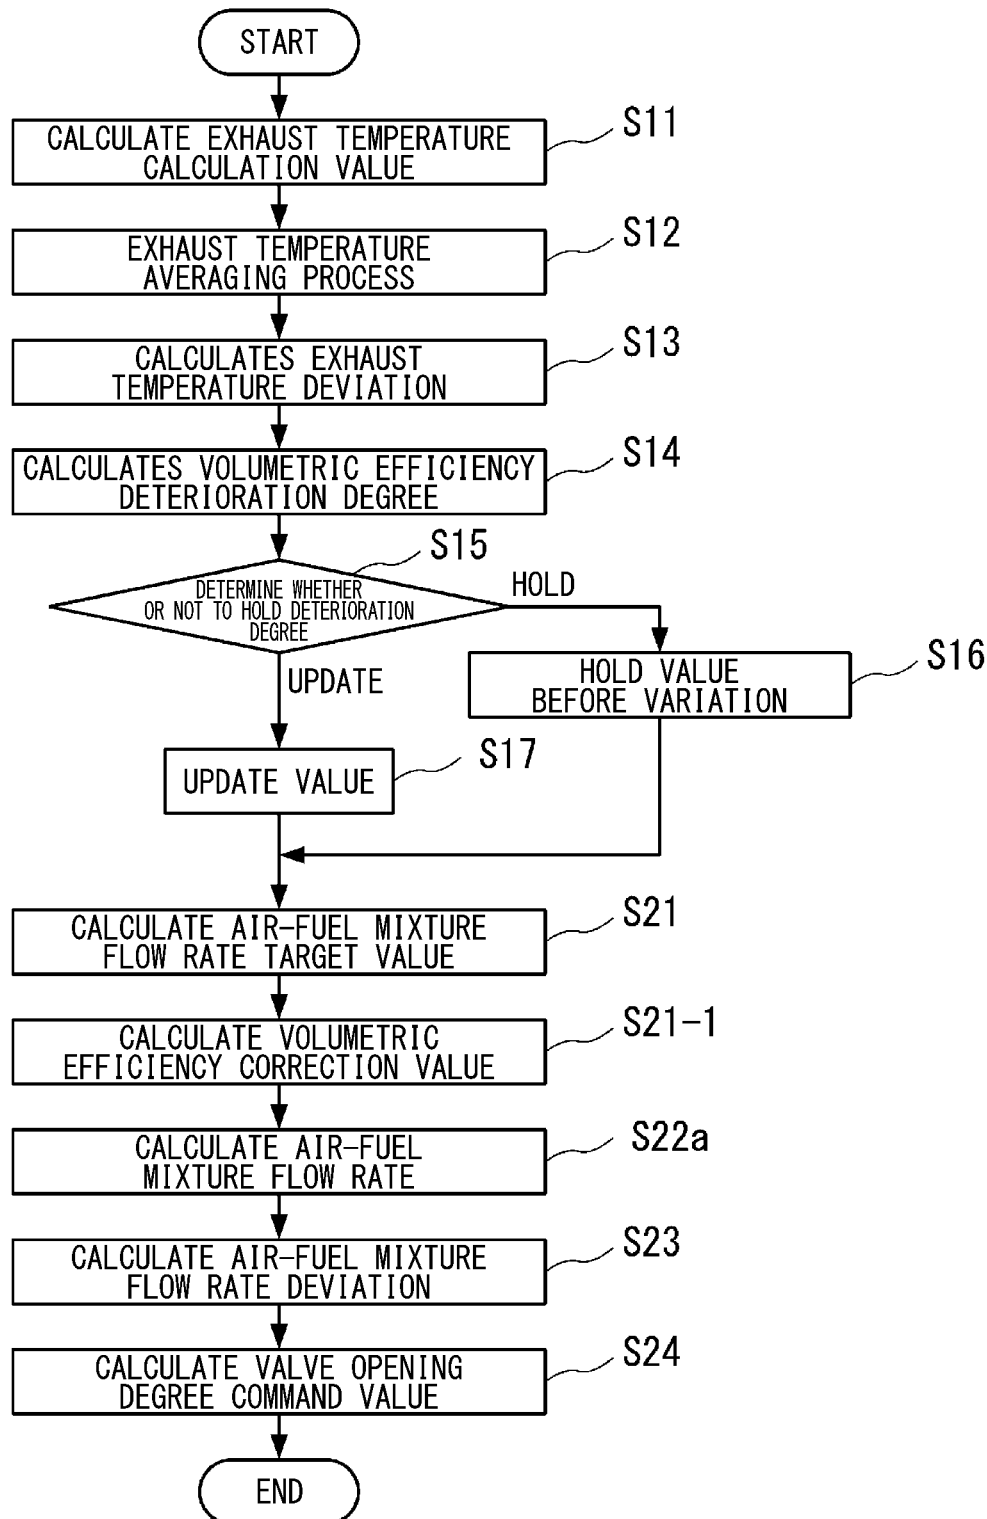 START
CALCULATE EXHAUST TEMPERATURE
CALCULATION VALUE
S11
EXHAUST TEMPERATURE
AVERAGING PROCESS
S12
CALCULATES EXHAUST
TEMPERATURE DEVIATION
S13
CALCULATES VOLUMETRIC EFFICIENCY
DETERIORATION DEGREE
S14
S15
DETERMINE WHETHER
OR NOT TO HOLD DETERIORATION
DEGREE
HOLD
UPDATE
HOLD VALUE
BEFORE VARIATION
S16
UPDATE VALUE
S17
CALCULATE AIR-FUEL MIXTURE
FLOW RATE TARGET VALUE
S21
CALCULATE VOLUMETRIC
EFFICIENCY CORRECTION VALUE
S21-1
CALCULATE AIR-FUEL
MIXTURE FLOW RATE
S22a
CALCULATE AIR-FUEL MIXTURE
FLOW RATE DEVIATION
S23
CALCULATE VALVE OPENING
DEGREE COMMAND VALUE
S24
END